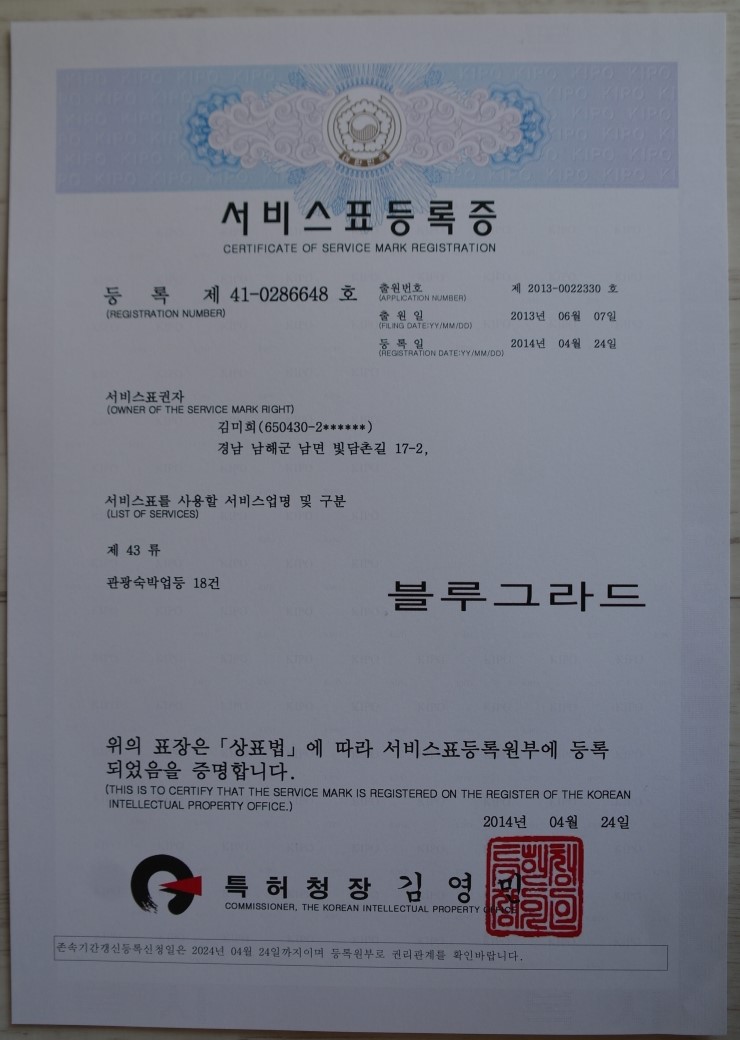 서비스표등록증
CERTIFICATE OF SERVICE MARK REGISTRATION
등 록 제 41-0286648 호
(REGISTRATION NUMBER)
출원번호 제 2013-0022330 호
(APPLICATION NUMBER)
출 원 일 2013년 06월 07일
(FILING DATE:YY/MM/DD)
등 록 일 2014년 04월 24일
(REGISTRATION DATE:YY/MM/DD)
서비스표권자
(OWNER OF THE SERVICE MARK RIGHT)
김미희(650430-2******)
경남 남해군 남면 빛담촌길 17-2,
서비스표를 사용할 서비스업명 및 구분
(LIST OF SERVICES)
제 43 류
관광숙박업등 18건
블루그라드
위의 표장은「상표법」에 따라 서비스표등록원부에 등록
되었음을 증명합니다.
(THIS IS TO CERTIFY THAT THE SERVICE MARK IS REGISTERED ON THE REGISTER OF THE KOREAN
INTELLECTUAL PROPERTY OFFICE.)
2014년 04월 24일
특허청장 김영민
COMMISSIONER, THE KOREAN INTELLECTUAL PROPERTY OFFICE
존속기간갱신등록신청일은 2024년 04월 24일까지이며 등록원부로 권리관계를 확인바랍니다.